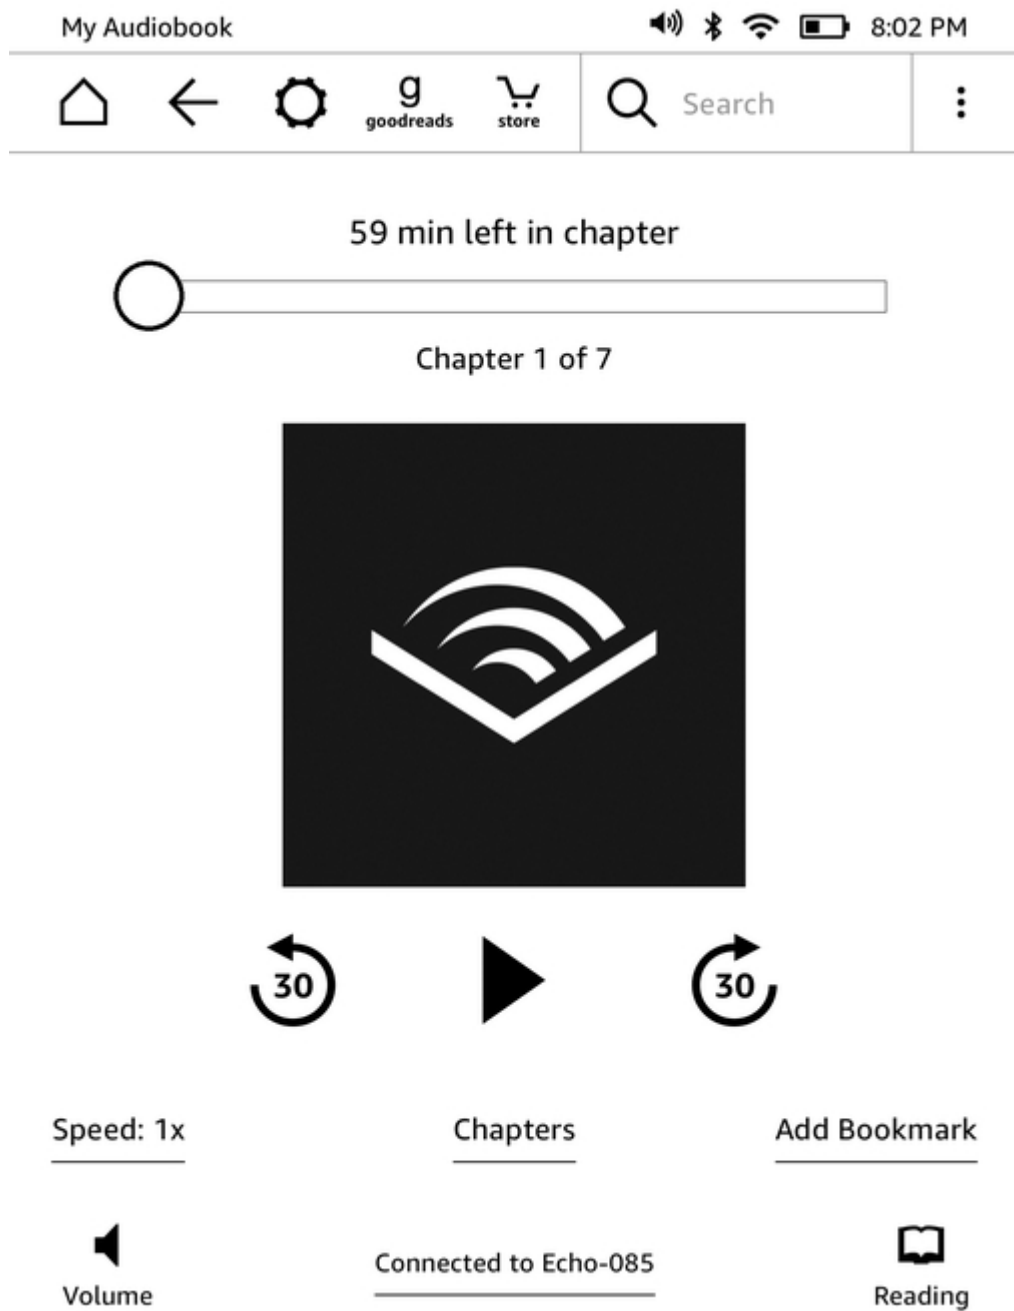 My Audiobook 8:02 PM
g
goodreads store Search
59 min left in chapter
Chapter 1 of 7
30 30
Speed: 1x Chapters Add Bookmark
Connected to Echo-085
Volume Reading